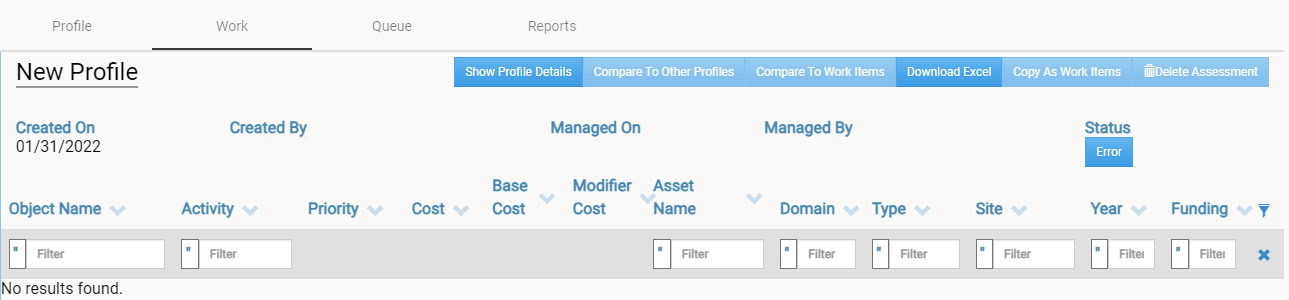 Profile Work Queue Reports
New Profile
Show Profile Details Compare To Other Profiles Compare To Work Items Download Excel Copy As Work Items Delete Assessment
Created On Created By Managed On Managed By Status
01/31/2022
Error
Object Name Activity Priority Cost Base Cost Modifier Cost Asset Name Domain Type Site Year Funding
" Filter " Filter " Filter " Filter " Filter " Filter " Filter " Filter
No results found.